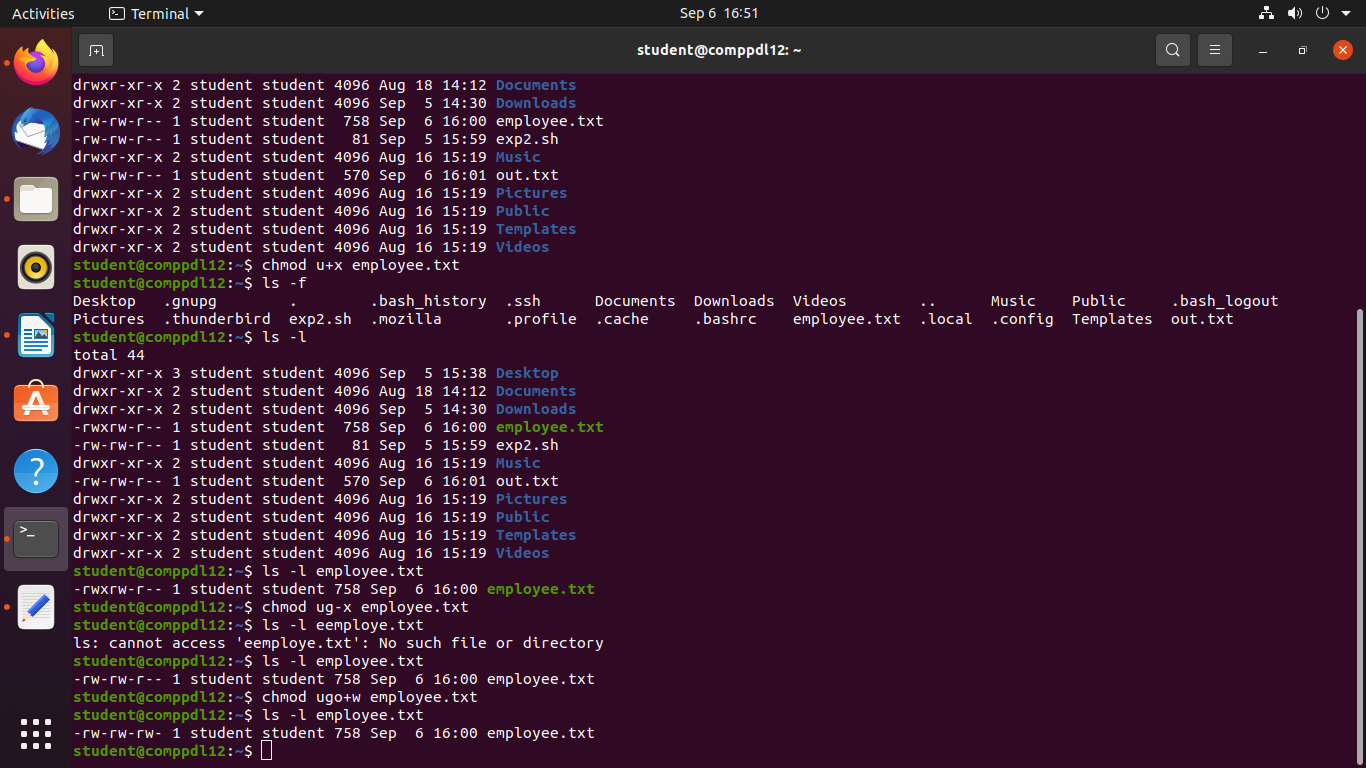 Activities Terminal Sep 6 16:51
student@comppdl12: ~
drwxr-xr-x 2 student student 4096 Aug 18 14:12 Documents
drwxr-xr-x 2 student student 4096 Sep  5 14:30 Downloads
-rw-rw-r-- 1 student student  758 Sep  6 16:00 employee.txt
-rw-rw-r-- 1 student student   81 Sep  5 15:59 exp2.sh
drwxr-xr-x 2 student student 4096 Aug 16 15:19 Music
-rw-rw-r-- 1 student student  570 Sep  6 16:01 out.txt
drwxr-xr-x 2 student student 4096 Aug 16 15:19 Pictures
drwxr-xr-x 2 student student 4096 Aug 16 15:19 Public
drwxr-xr-x 2 student student 4096 Aug 16 15:19 Templates
drwxr-xr-x 2 student student 4096 Aug 16 15:19 Videos
student@comppdl12:~$ chmod u+x employee.txt
student@comppdl12:~$ ls -f
Desktop   .gnupg        .        .bash_history  .ssh      Documents  Downloads  Videos        ..      Music    Public     .bash_logout
Pictures  .thunderbird  exp2.sh  .mozilla       .profile  .cache     .bashrc    employee.txt  .local  .config  Templates  out.txt
student@comppdl12:~$ ls -l
total 44
drwxr-xr-x 3 student student 4096 Sep  5 15:38 Desktop
drwxr-xr-x 2 student student 4096 Aug 18 14:12 Documents
drwxr-xr-x 2 student student 4096 Sep  5 14:30 Downloads
-rwxrw-r-- 1 student student  758 Sep  6 16:00 employee.txt
-rw-rw-r-- 1 student student   81 Sep  5 15:59 exp2.sh
drwxr-xr-x 2 student student 4096 Aug 16 15:19 Music
-rw-rw-r-- 1 student student  570 Sep  6 16:01 out.txt
drwxr-xr-x 2 student student 4096 Aug 16 15:19 Pictures
drwxr-xr-x 2 student student 4096 Aug 16 15:19 Public
drwxr-xr-x 2 student student 4096 Aug 16 15:19 Templates
drwxr-xr-x 2 student student 4096 Aug 16 15:19 Videos
student@comppdl12:~$ ls -l employee.txt
-rwxrw-r-- 1 student student 758 Sep  6 16:00 employee.txt
student@comppdl12:~$ chmod ug-x employee.txt
student@comppdl12:~$ ls -l eemploye.txt
ls: cannot access 'eemploye.txt': No such file or directory
student@comppdl12:~$ ls -l employee.txt
-rw-rw-r-- 1 student student 758 Sep  6 16:00 employee.txt
student@comppdl12:~$ chmod ugo+w employee.txt
student@comppdl12:~$ ls -l employee.txt
-rw-rw-rw- 1 student student 758 Sep  6 16:00 employee.txt
student@comppdl12:~$